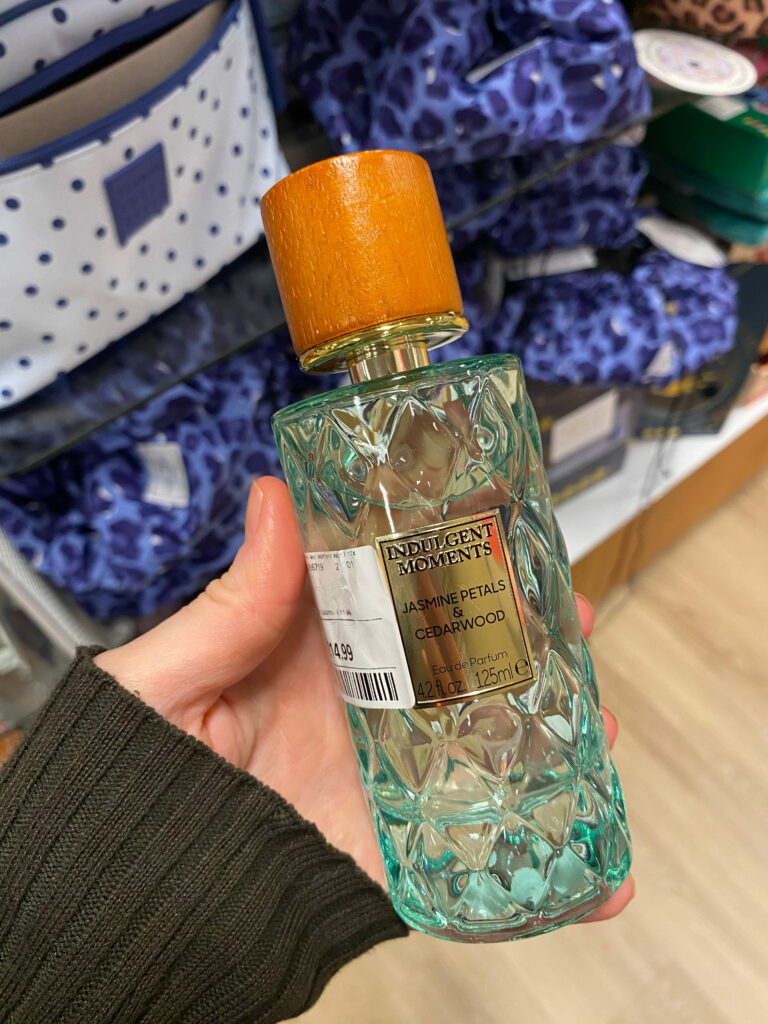 INDULGENT
MOMENTS
JASMINE PETALS
&
CEDARWOOD
Eau de Parfum
4.2 fl.oz. 125ml e
14.99